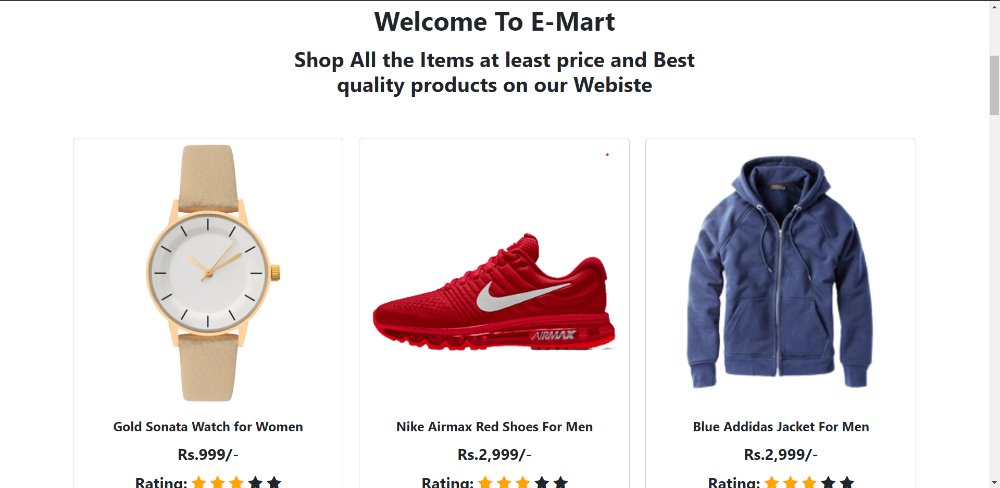 Welcome To E-Mart
Shop All the Items at least price and Best
quality products on our Webiste
AIRMAX
Gold Sonata Watch for Women
Nike Airmax Red Shoes For Men
Blue Addidas Jacket For Men
Rs.999/-
Rs.2,999/-
Rs.2,999/-
Rating:
Rating:
Rating: